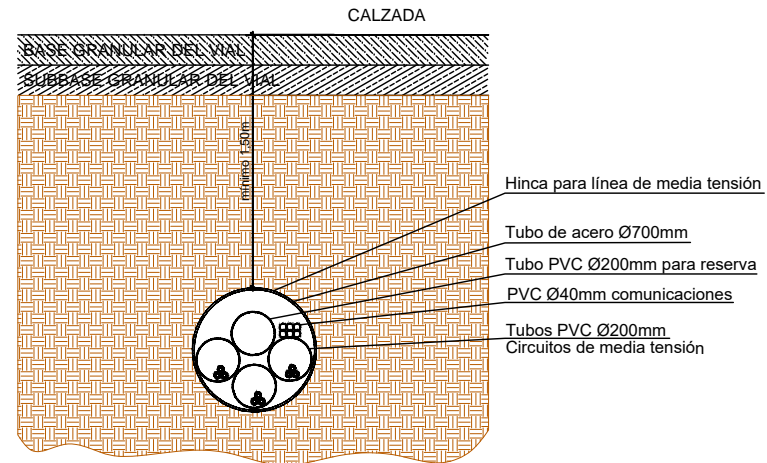 CALZADA
BASE GRANULAR DEL VIAL
SUBBASE GRANULAR DEL VIAL
mínimo 1,50m
Hinca para línea de media tensión
Tubo de acero Ø700mm
Tubo PVC Ø200mm para reserva
PVC Ø40mm comunicaciones
Tubos PVC Ø200mm
Circuitos de media tensión